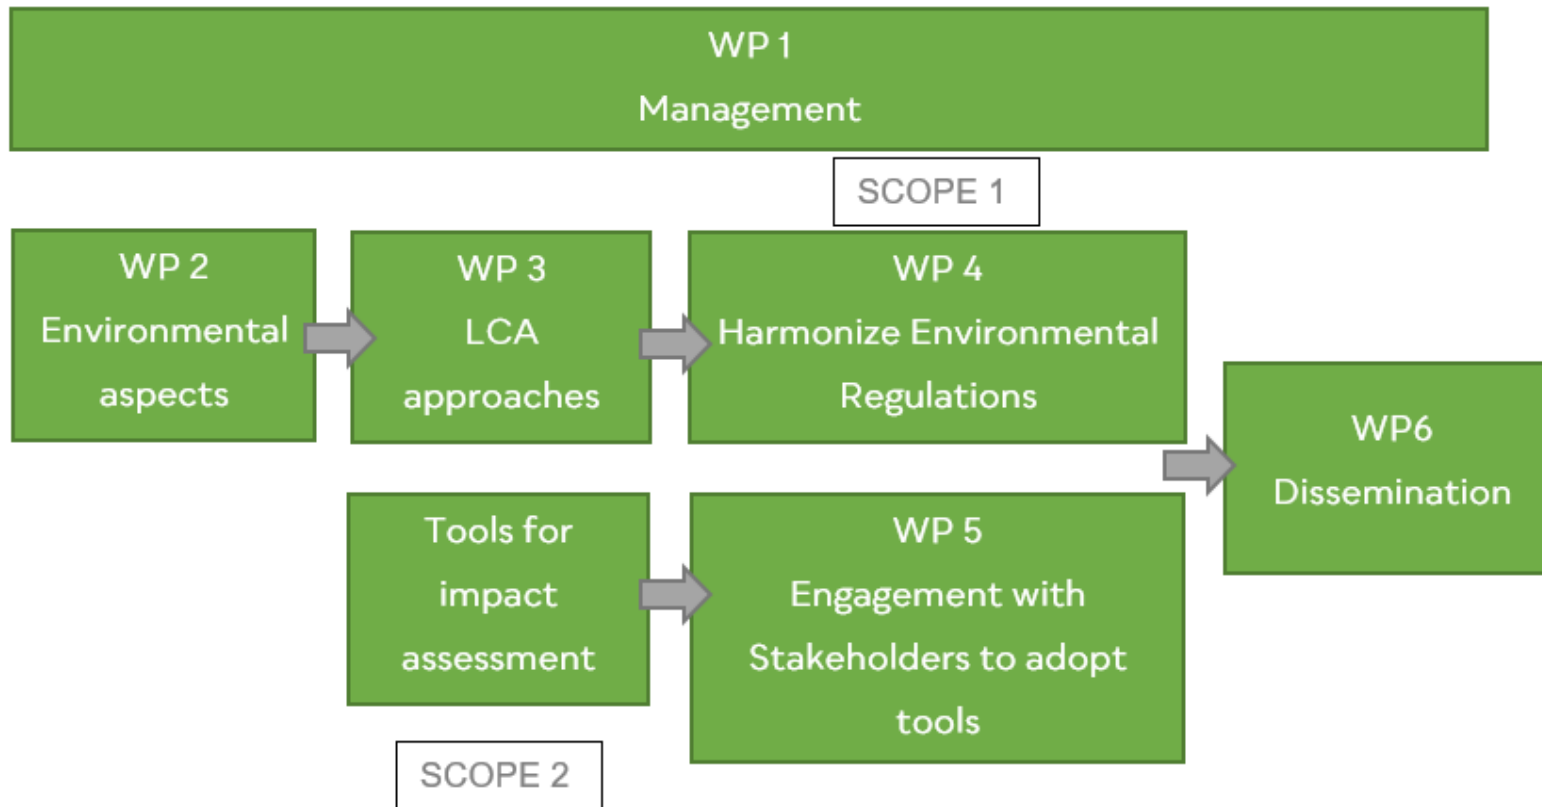 WP 1
Management
SCOPE 1
WP 2
Environmental
aspects
WP 3
LCA
approaches
WP 4
Harmonize Environmental
Regulations
WP6
Dissemination
Tools for
impact
assessment
WP 5
Engagement with
Stakeholders to adopt
tools
SCOPE 2